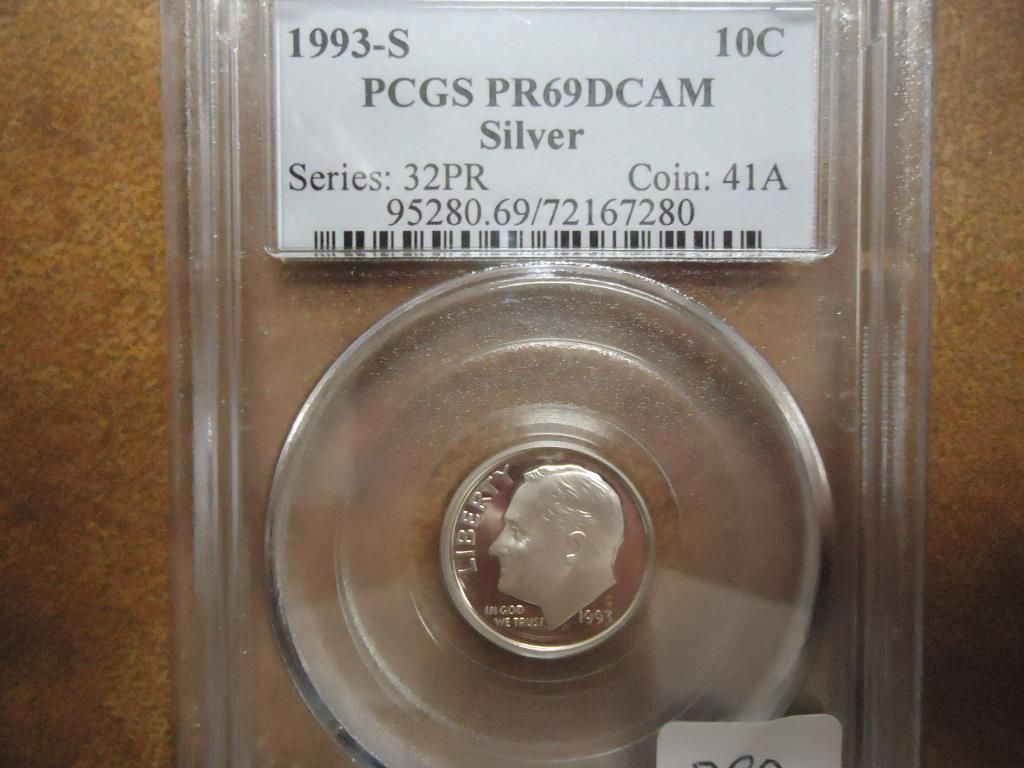 1993-S 10C
PCGS PR69DCAM
Silver
Series: 32PR Coin: 41A
95280.69/72167280
LIBERTY
IN GOD
WE TRUST
S
1993